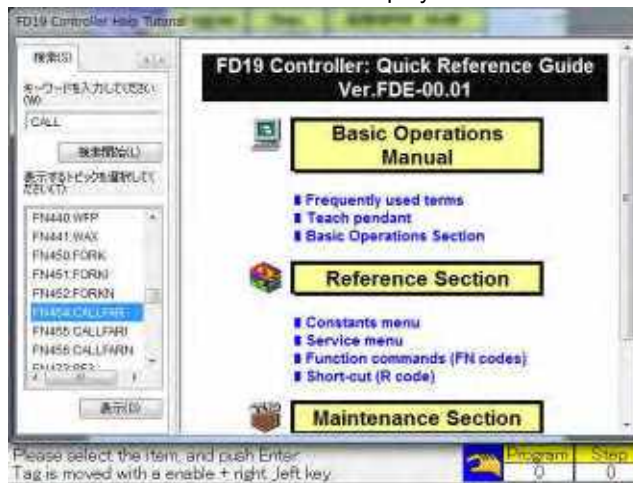 FD19 Controller Help Tutorial
検索(S)
キーワードを入力してください
(W):
CALL
検索開始(L)
表示するトピックを選択して
ください(T):
FN440:WFP
FN441:WAX
FN450:FORK
FN451:FORKI
FN452:FORKN
FN454:CALLFAR
FN455:CALLFARI
FN456:CALLFARN
表示(D)
FD19 Controller: Quick Reference Guide
Ver.FDE-00.01
Basic Operations
Manual
Frequently used terms
Teach pendant
Basic Operations Section
Reference Section
Constants menu
Service menu
Function commands (FN codes)
Short-cut (R code)
Maintenance Section
Please select the item, and push Enter
Tag is moved with a enable + right ,left key
Program
0
Step
0